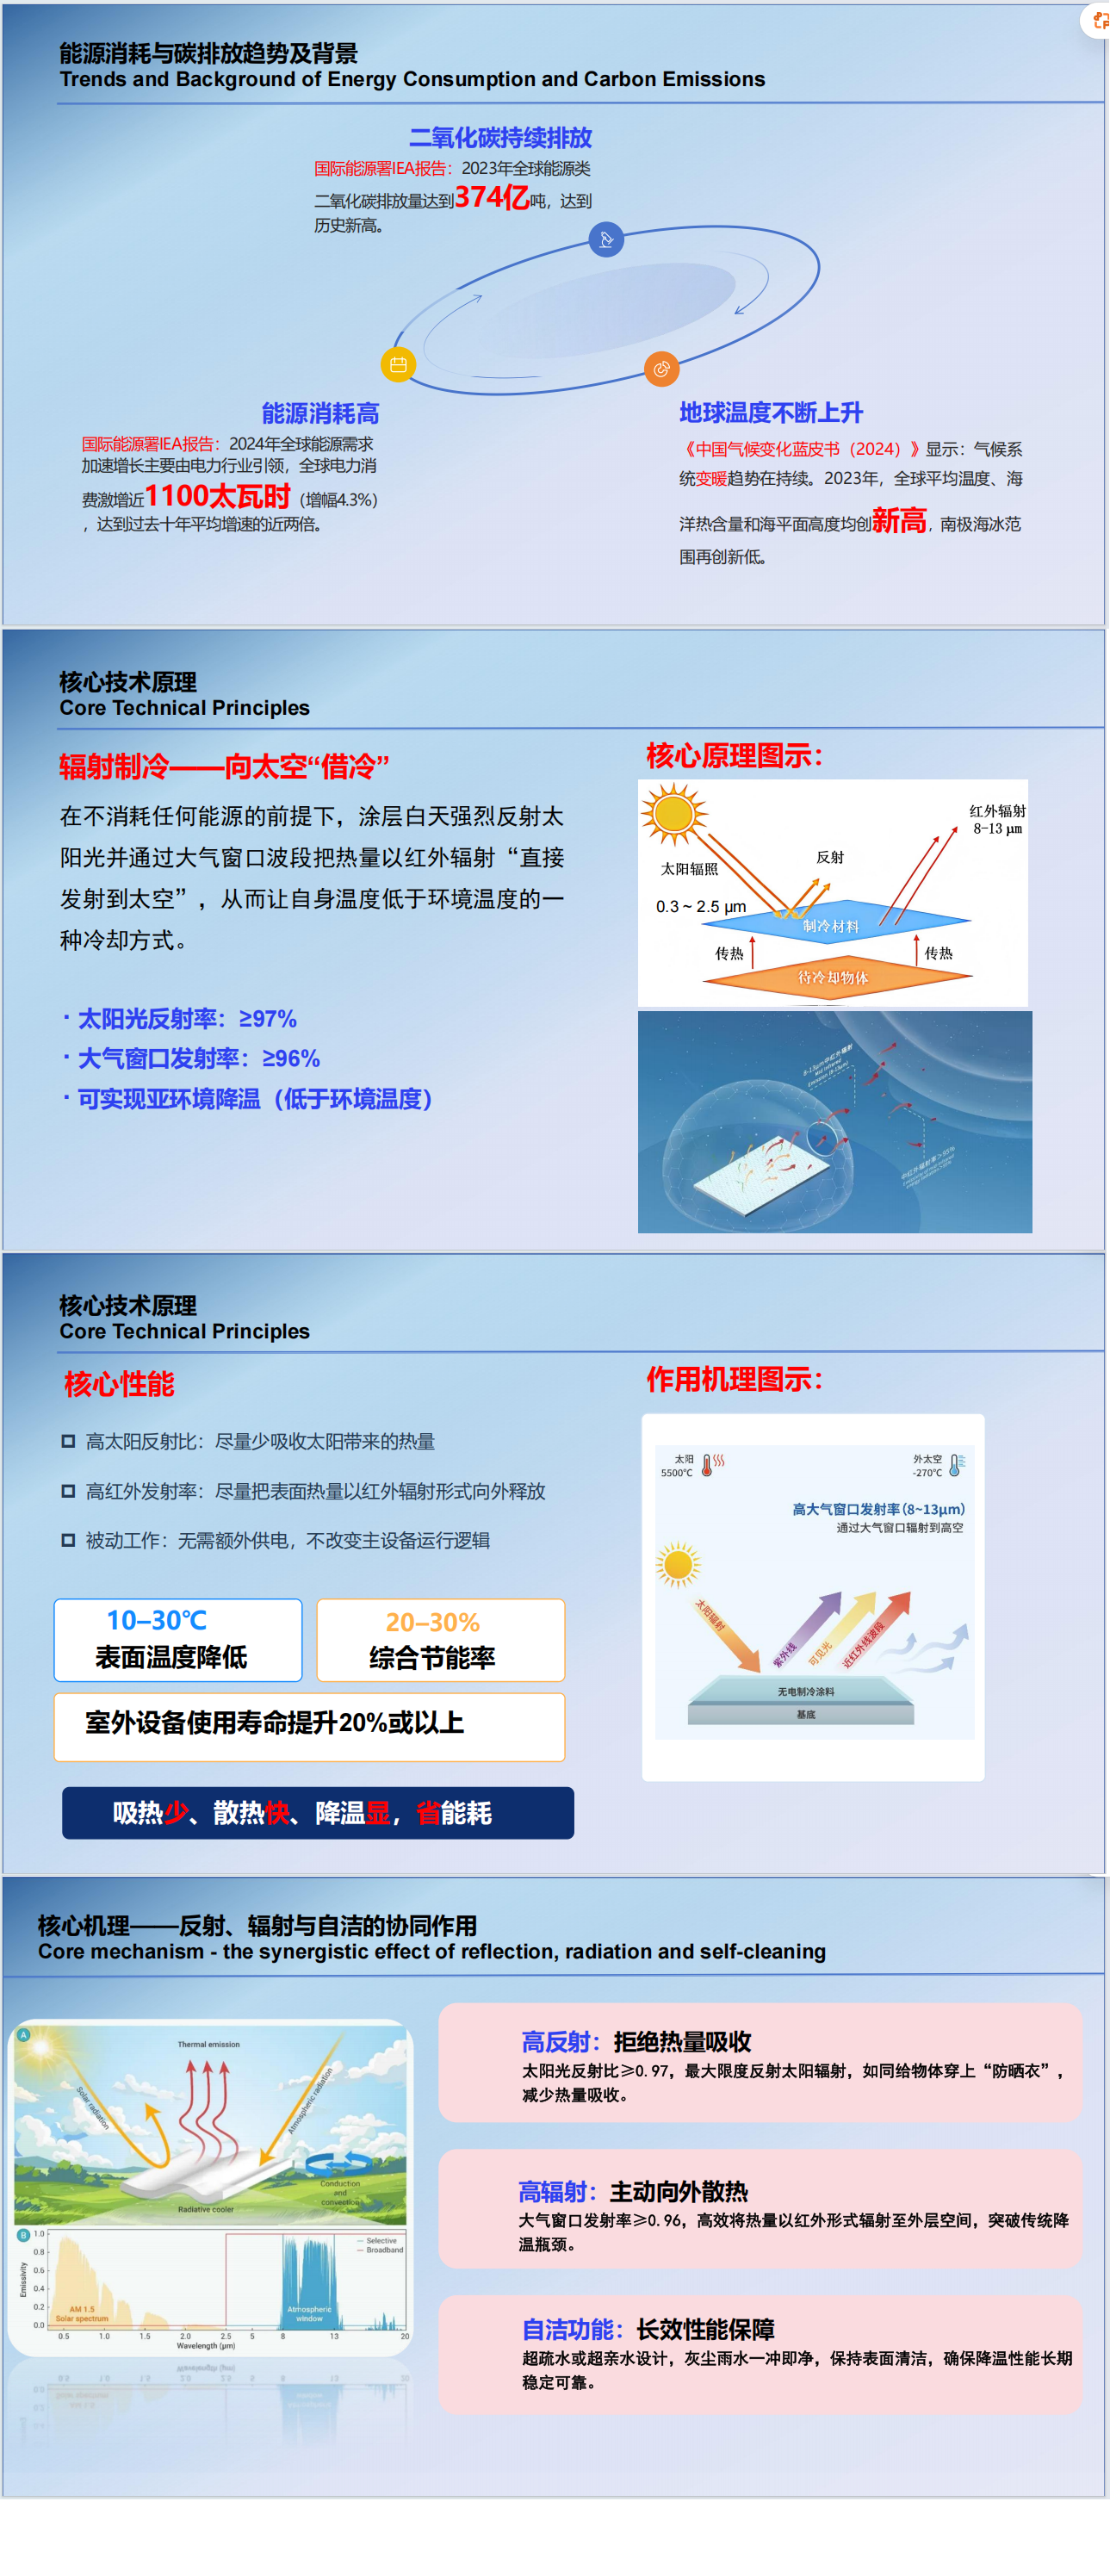 能源消耗与碳排放趋势及背景
Trends and Background of Energy Consumption and Carbon Emissions
二氧化碳持续排放
国际能源署IEA报告：2023年全球能源类
二氧化碳排放量达到374亿吨，达到
历史新高。
能源消耗高
国际能源署IEA报告：2024年全球能源需求
加速增长主要由电力行业引领，全球电力消
费激增近1100太瓦时（增幅4.3%）
，达到过去十年平均增速的近两倍。
地球温度不断上升
《中国气候变化蓝皮书（2024）》显示：气候系
统变暖趋势在持续。2023年，全球平均温度、海
洋热含量和海平面高度均创新高，南极海冰范
围再创新低。
核心技术原理
Core Technical Principles
辐射制冷——向太空“借冷”
在不消耗任何能源的前提下，涂层白天强烈反射太
阳光并通过大气窗口波段把热量以红外辐射“直接
发射到太空”，从而让自身温度低于环境温度的一
种冷却方式。
· 太阳光反射率：≥97%
· 大气窗口发射率：≥96%
· 可实现亚环境降温（低于环境温度）
核心原理图示：
红外辐射
8-13 μm
反射
太阳辐照
0.3 ~ 2.5 μm
制冷材料
传热
传热
待冷却物体
核心技术原理
Core Technical Principles
核心性能
高太阳反射比：尽量少吸收太阳带来的热量
高红外发射率：尽量把表面热量以红外辐射形式向外释放
被动工作：无需额外供电，不改变主设备运行逻辑
10–30℃
表面温度降低
20–30%
综合节能率
室外设备使用寿命提升20%或以上
吸热少、散热快、降温显，省能耗
作用机理图示：
太阳
5500℃
外太空
-270℃
高大气窗口发射率（8~13μm）
通过大气窗口辐射到高空
太阳辐射
紫外线
可见光
近红外线波段
无电制冷涂料
基底
核心机理——反射、辐射与自洁的协同作用
Core mechanism - the synergistic effect of reflection, radiation and self-cleaning
A
Thermal emission
Solar radiation
Atmospheric radiation
Conduction
and
convection
Radiative cooler
B
1.0
0.8
0.6
0.4
0.2
0.0
Emissivity
Selective
Broadband
AM 1.5
Solar spectrum
Atmospheric
window
0.5 1.0 1.5 2.0 2.5 5 8 13 20
Wavelength (μm)
高反射：拒绝热量吸收
太阳光反射比≥0.97，最大限度反射太阳辐射，如同给物体穿上“防晒衣”，
减少热量吸收。
高辐射：主动向外散热
大气窗口发射率≥0.96，高效将热量以红外形式辐射至外层空间，突破传统降
温瓶颈。
自洁功能：长效性能保障
超疏水或超亲水设计，灰尘雨水一冲即净，保持表面清洁，确保降温性能长期
稳定可靠。